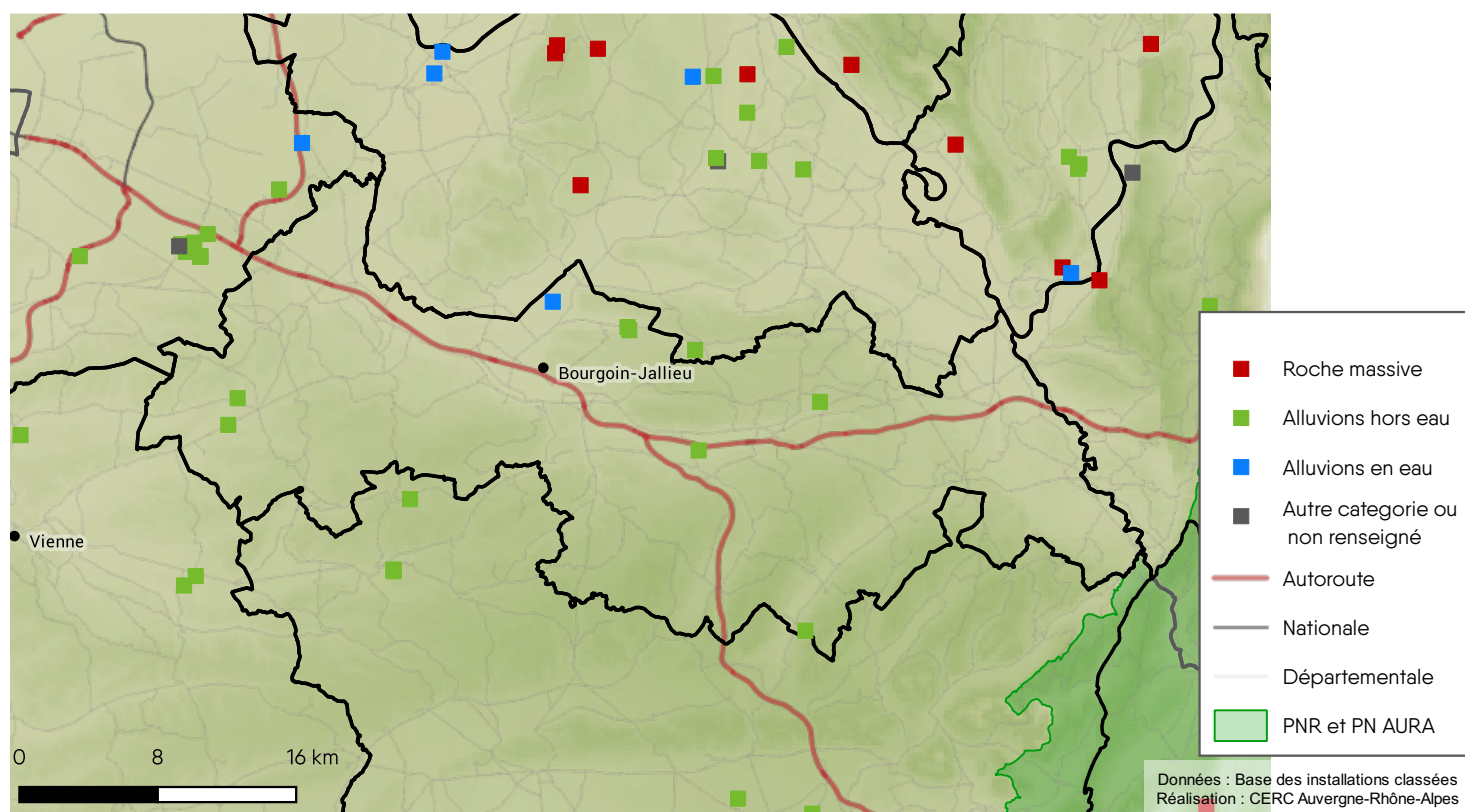 Bourgoin-Jallieu
Vienne
0 8 16 km
Roche massive
Alluvions hors eau
Alluvions en eau
Autre categorie ou
non renseigné
Autoroute
Nationale
Départementale
PNR et PN AURA
Données : Base des installations classées
Réalisation : CERC Auvergne-Rhône-Alpes